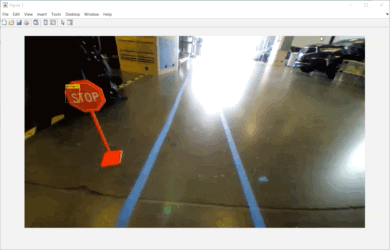 Figure 1
File Edit View Insert Tools Desktop Window Help
STOP